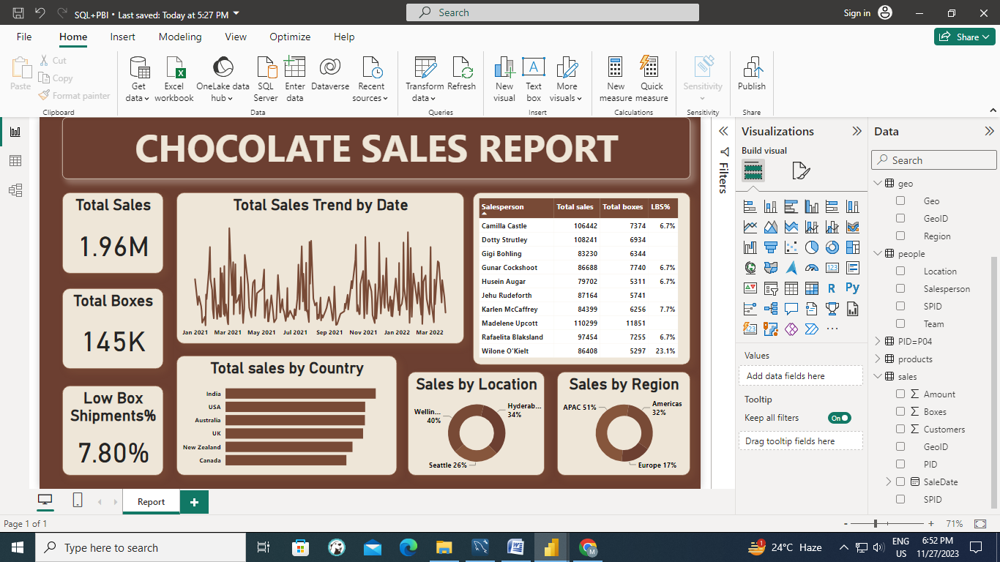 SQL+PBI • Last saved: Today at 5:27 PM
Search
Sign in
File Home Insert Modeling View Optimize Help
Share
Paste
Cut
Copy
Format painter
Clipboard
Get data
Excel workbook
OneLake data hub
SQL Server
Enter data
Dataverse
Recent sources
Data
Transform data
Refresh
Queries
New visual
Text box
More visuals
Insert
New measure
Quick measure
Calculations
Sensitivity
Sensitivity
Publish
Share
CHOCOLATE SALES REPORT
Total Sales
1.96M
Total Boxes
145K
Low Box
Shipments%
7.80%
Total Sales Trend by Date
Jan 2021 Mar 2021 May 2021 Jul 2021 Sep 2021 Nov 2021 Jan 2022 Mar 2022
Salesperson Total sales Total boxes LBS%
Camilla Castle 106442 7374 6.7%
Dotty Strutley 108241 6934
Gigi Bohling 83230 6344
Gunar Cockshoot 86688 7740 6.7%
Husein Augar 79702 5311 6.7%
Jehu Rudeforth 87164 5741
Karlen McCaffrey 84399 6256 7.7%
Madelene Upcott 110299 11851
Rafaelita Blaksland 97454 7255 6.7%
Wilone O'Kielt 86408 5297 23.1%
Total sales by Country
India
USA
Australia
UK
New Zealand
Canada
Sales by Location
Wellin...
40%
Hyderab...
34%
Seattle 26%
Sales by Region
APAC 51%
Americas
32%
Europe 17%
Filters
Visualizations
Build visual
123
R
Py
123
Values
Add data fields here
Tooltip
Keep all filters
On
Drag tooltip fields here
Data
Search
geo
Geo
GeoID
Region
people
Location
Salesperson
SPID
Team
PID=P04
products
sales
Amount
Boxes
Customers
GeoID
PID
SaleDate
SPID
Report
Page 1 of 1
71%
Type here to search
24°C Haze
ENG
US
6:52 PM
11/27/2023